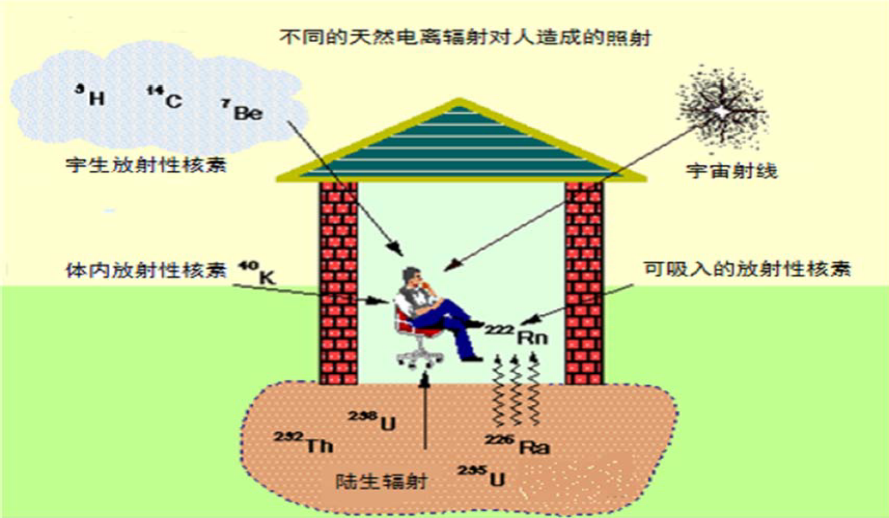 不同的天然电离辐射对人造成的照射
³H ¹⁴C ⁷Be
宇生放射性核素
宇宙射线
体内放射性核素 ⁴⁰K
可吸入的放射性核素
²²²Rn
²³⁸U
²³²Th
²²⁶Ra
陆生辐射
²³⁵U